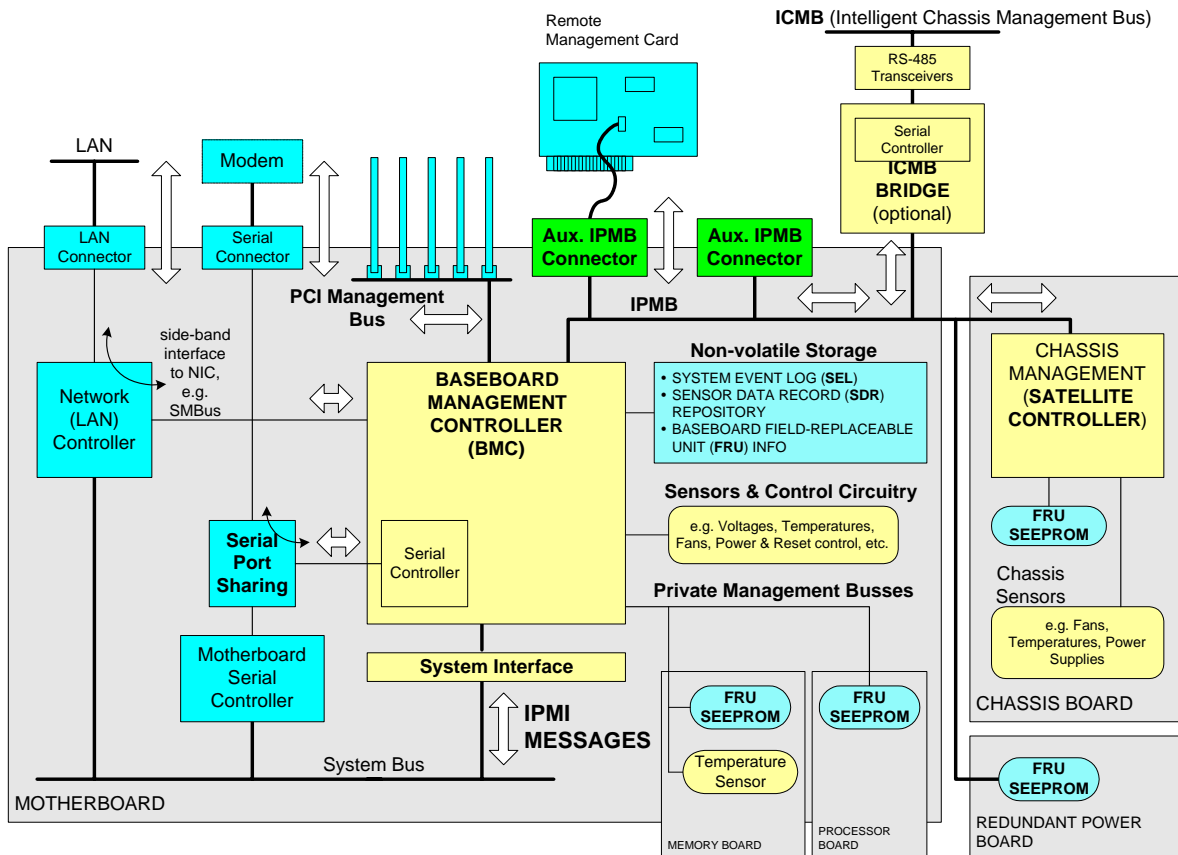 Remote
Management Card
ICMB (Intelligent Chassis Management Bus)
RS-485
Transceivers
Serial
Controller
ICMB
BRIDGE
(optional)
LAN
Modem
LAN
Connector
Serial
Connector
Aux. IPMB
Connector
Aux. IPMB
Connector
PCI Management
Bus
IPMB
side-band
interface
to NIC,
e.g.
SMBus
Network
(LAN)
Controller
BASEBOARD
MANAGEMENT
CONTROLLER
(BMC)
Non-volatile Storage
• SYSTEM EVENT LOG (SEL)
• SENSOR DATA RECORD (SDR)
REPOSITORY
• BASEBOARD FIELD-REPLACEABLE
UNIT (FRU) INFO
CHASSIS
MANAGEMENT
(SATELLITE
CONTROLLER)
Sensors & Control Circuitry
e.g. Voltages, Temperatures,
Fans, Power & Reset control, etc.
FRU
SEEPROM
Serial
Port
Sharing
Serial
Controller
Chassis
Sensors
Private Management Busses
e.g. Fans,
Temperatures, Power
Supplies
Motherboard
Serial
Controller
System Interface
FRU
SEEPROM
FRU
SEEPROM
CHASSIS BOARD
IPMI
MESSAGES
Temperature
Sensor
System Bus
FRU
SEEPROM
MOTHERBOARD
MEMORY BOARD
PROCESSOR
BOARD
REDUNDANT POWER
BOARD